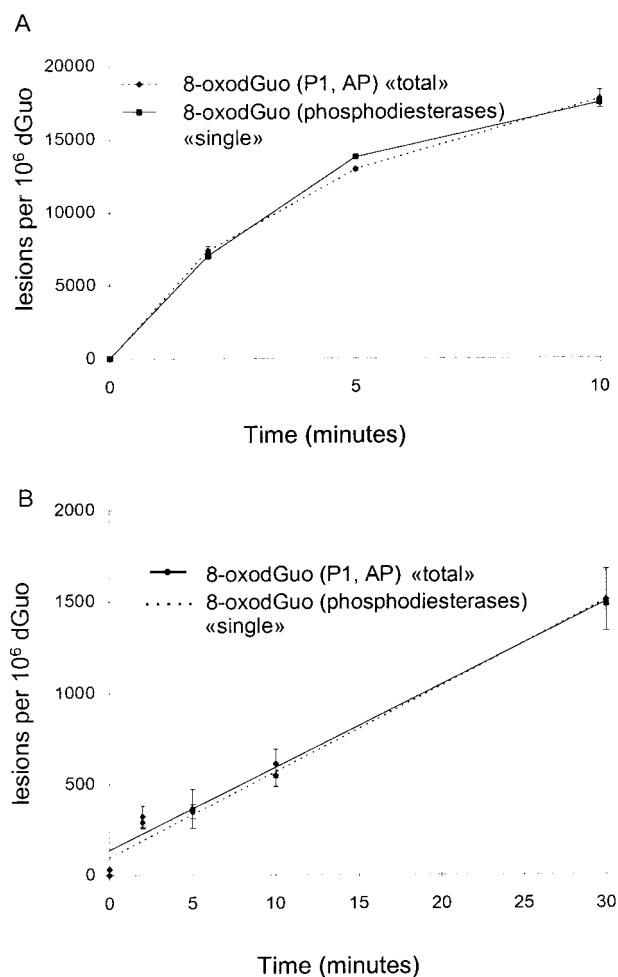 A
20000
15000
10000
5000
0
8-oxodGuo (P1, AP) «total»
8-oxodGuo (phosphodiesterases)
«single»
lesions per 10⁶ dGuo
0 5 10
Time (minutes)
B
2000
1500
1000
500
0
8-oxodGuo (P1, AP) «total»
8-oxodGuo (phosphodiesterases)
«single»
lesions per 10⁶ dGuo
0 5 10 15 20 25 30
Time (minutes)